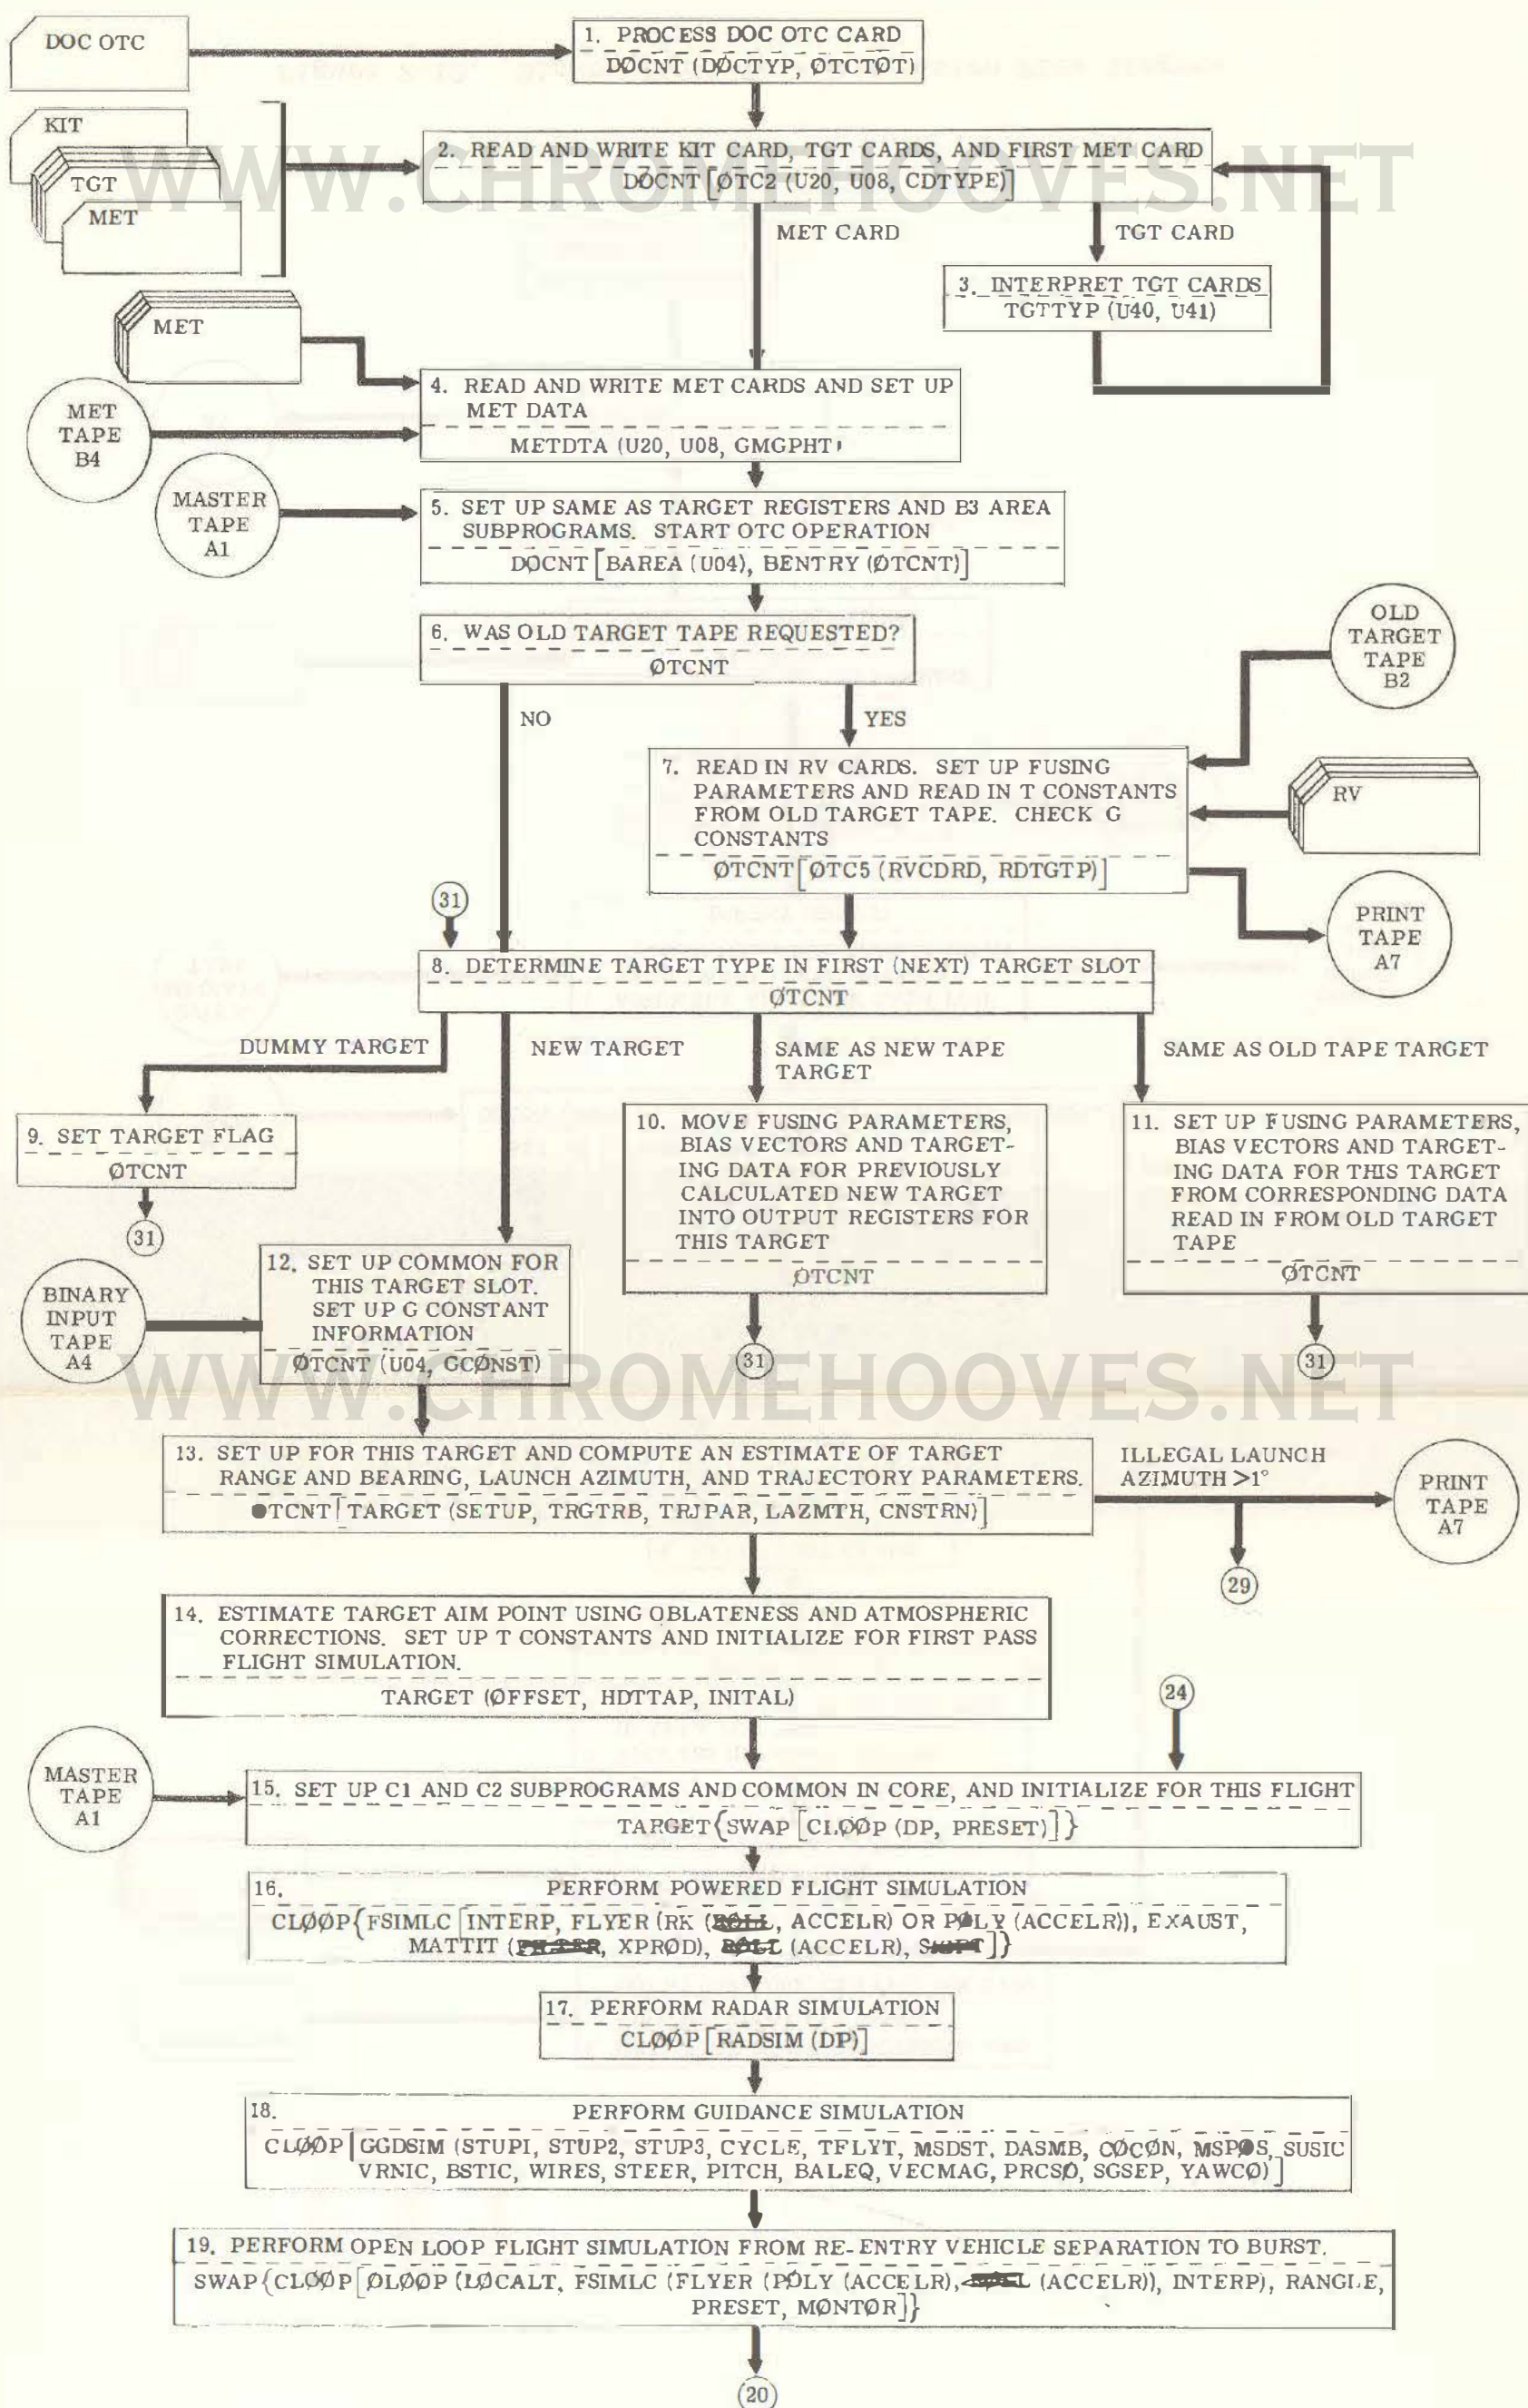 DOC OTC
1. PROCESS DOC OTC CARD
DØCNT (DØCTYP, ØTCTØT)
KIT
TGT
MET
2. READ AND WRITE KIT CARD, TGT CARDS, AND FIRST MET CARD
DØCNT [ØTC2 (U20, U08, CDTYPE)]
WWW.CHROMEHOOVES.NET
MET CARD
TGT CARD
3. INTERPRET TGT CARDS
TGTTYP (U40, U41)
MET
4. READ AND WRITE MET CARDS AND SET UP
MET DATA
METDTA (U20, U08, GMGPHT)
MET
TAPE
B4
MASTER
TAPE
A1
5. SET UP SAME AS TARGET REGISTERS AND B3 AREA
SUBPROGRAMS. START OTC OPERATION
DØCNT [BAREA (U04), BENTRY (ØTCNT)]
6. WAS OLD TARGET TAPE REQUESTED?
ØTCNT
OLD
TARGET
TAPE
B2
NO
YES
7. READ IN RV CARDS. SET UP FUSING
PARAMETERS AND READ IN T CONSTANTS
FROM OLD TARGET TAPE. CHECK G
CONSTANTS
ØTCNT [ØTC5 (RVCDRD, RDTGTP)]
RV
31
PRINT
TAPE
A7
8. DETERMINE TARGET TYPE IN FIRST (NEXT) TARGET SLOT
ØTCNT
DUMMY TARGET
NEW TARGET
SAME AS NEW TAPE
TARGET
SAME AS OLD TAPE TARGET
9. SET TARGET FLAG
ØTCNT
31
10. MOVE FUSING PARAMETERS,
BIAS VECTORS AND TARGET-
ING DATA FOR PREVIOUSLY
CALCULATED NEW TARGET
INTO OUTPUT REGISTERS FOR
THIS TARGET
ØTCNT
31
11. SET UP FUSING PARAMETERS,
BIAS VECTORS AND TARGET-
ING DATA FOR THIS TARGET
FROM CORRESPONDING DATA
READ IN FROM OLD TARGET
TAPE
ØTCNT
31
BINARY
INPUT
TAPE
A4
12. SET UP COMMON FOR
THIS TARGET SLOT.
SET UP G CONSTANT
INFORMATION
ØTCNT (U04, GCØNST)
WWW.CHROMEHOOVES.NET
13. SET UP FOR THIS TARGET AND COMPUTE AN ESTIMATE OF TARGET
RANGE AND BEARING, LAUNCH AZIMUTH, AND TRAJECTORY PARAMETERS.
ØTCNT [TARGET (SETUP, TRGTRB, TRJPAR, LAZMTH, CNSTRN)]
ILLEGAL LAUNCH
AZIMUTH >1°
PRINT
TAPE
A7
29
14. ESTIMATE TARGET AIM POINT USING OBLATENESS AND ATMOSPHERIC
CORRECTIONS. SET UP T CONSTANTS AND INITIALIZE FOR FIRST PASS
FLIGHT SIMULATION.
TARGET (ØFFSET, HDTTAP, INITAL)
24
MASTER
TAPE
A1
15. SET UP C1 AND C2 SUBPROGRAMS AND COMMON IN CORE, AND INITIALIZE FOR THIS FLIGHT
TARGET {SWAP [CLØØP (DP, PRESET)]}
16. PERFORM POWERED FLIGHT SIMULATION
CLØØP {FSIMLC [INTERP, FLYER (RK (, ACCELR) OR PØLY (ACCELR)), EXAUST,
MATTIT (, XPRØD), (ACCELR), ]}
17. PERFORM RADAR SIMULATION
CLØØP [RADSIM (DP)]
18. PERFORM GUIDANCE SIMULATION
CLØØP [GGDSIM (STUP1, STUP2, STUP3, CYCLE, TFLYT, MSDST, DASMB, CØCØN, MSPØS, SUSIC
VRNIC, BSTIC, WIRES, STEER, PITCH, BALEQ, VECMAG, PRCSØ, SGSEP, YAWCØ)]
19. PERFORM OPEN LOOP FLIGHT SIMULATION FROM RE-ENTRY VEHICLE SEPARATION TO BURST.
SWAP {CLØØP [ØLØØP (LØCALT, FSIMLC (FLYER (PØLY (ACCELR), (ACCELR)), INTERP), RANGLE,
PRESET, MØNTØR]}
20